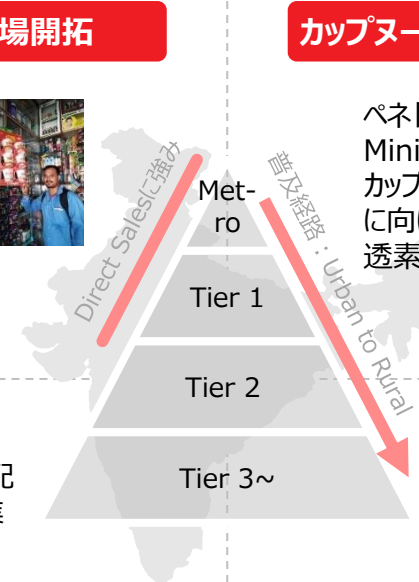 場開拓
カップヌー
ペネト
Mini
カップ
に向け
透素
Direct Salesに強み
普及経路：Urban to Rural
Met-
ro
Tier 1
Tier 2
Tier 3~
配